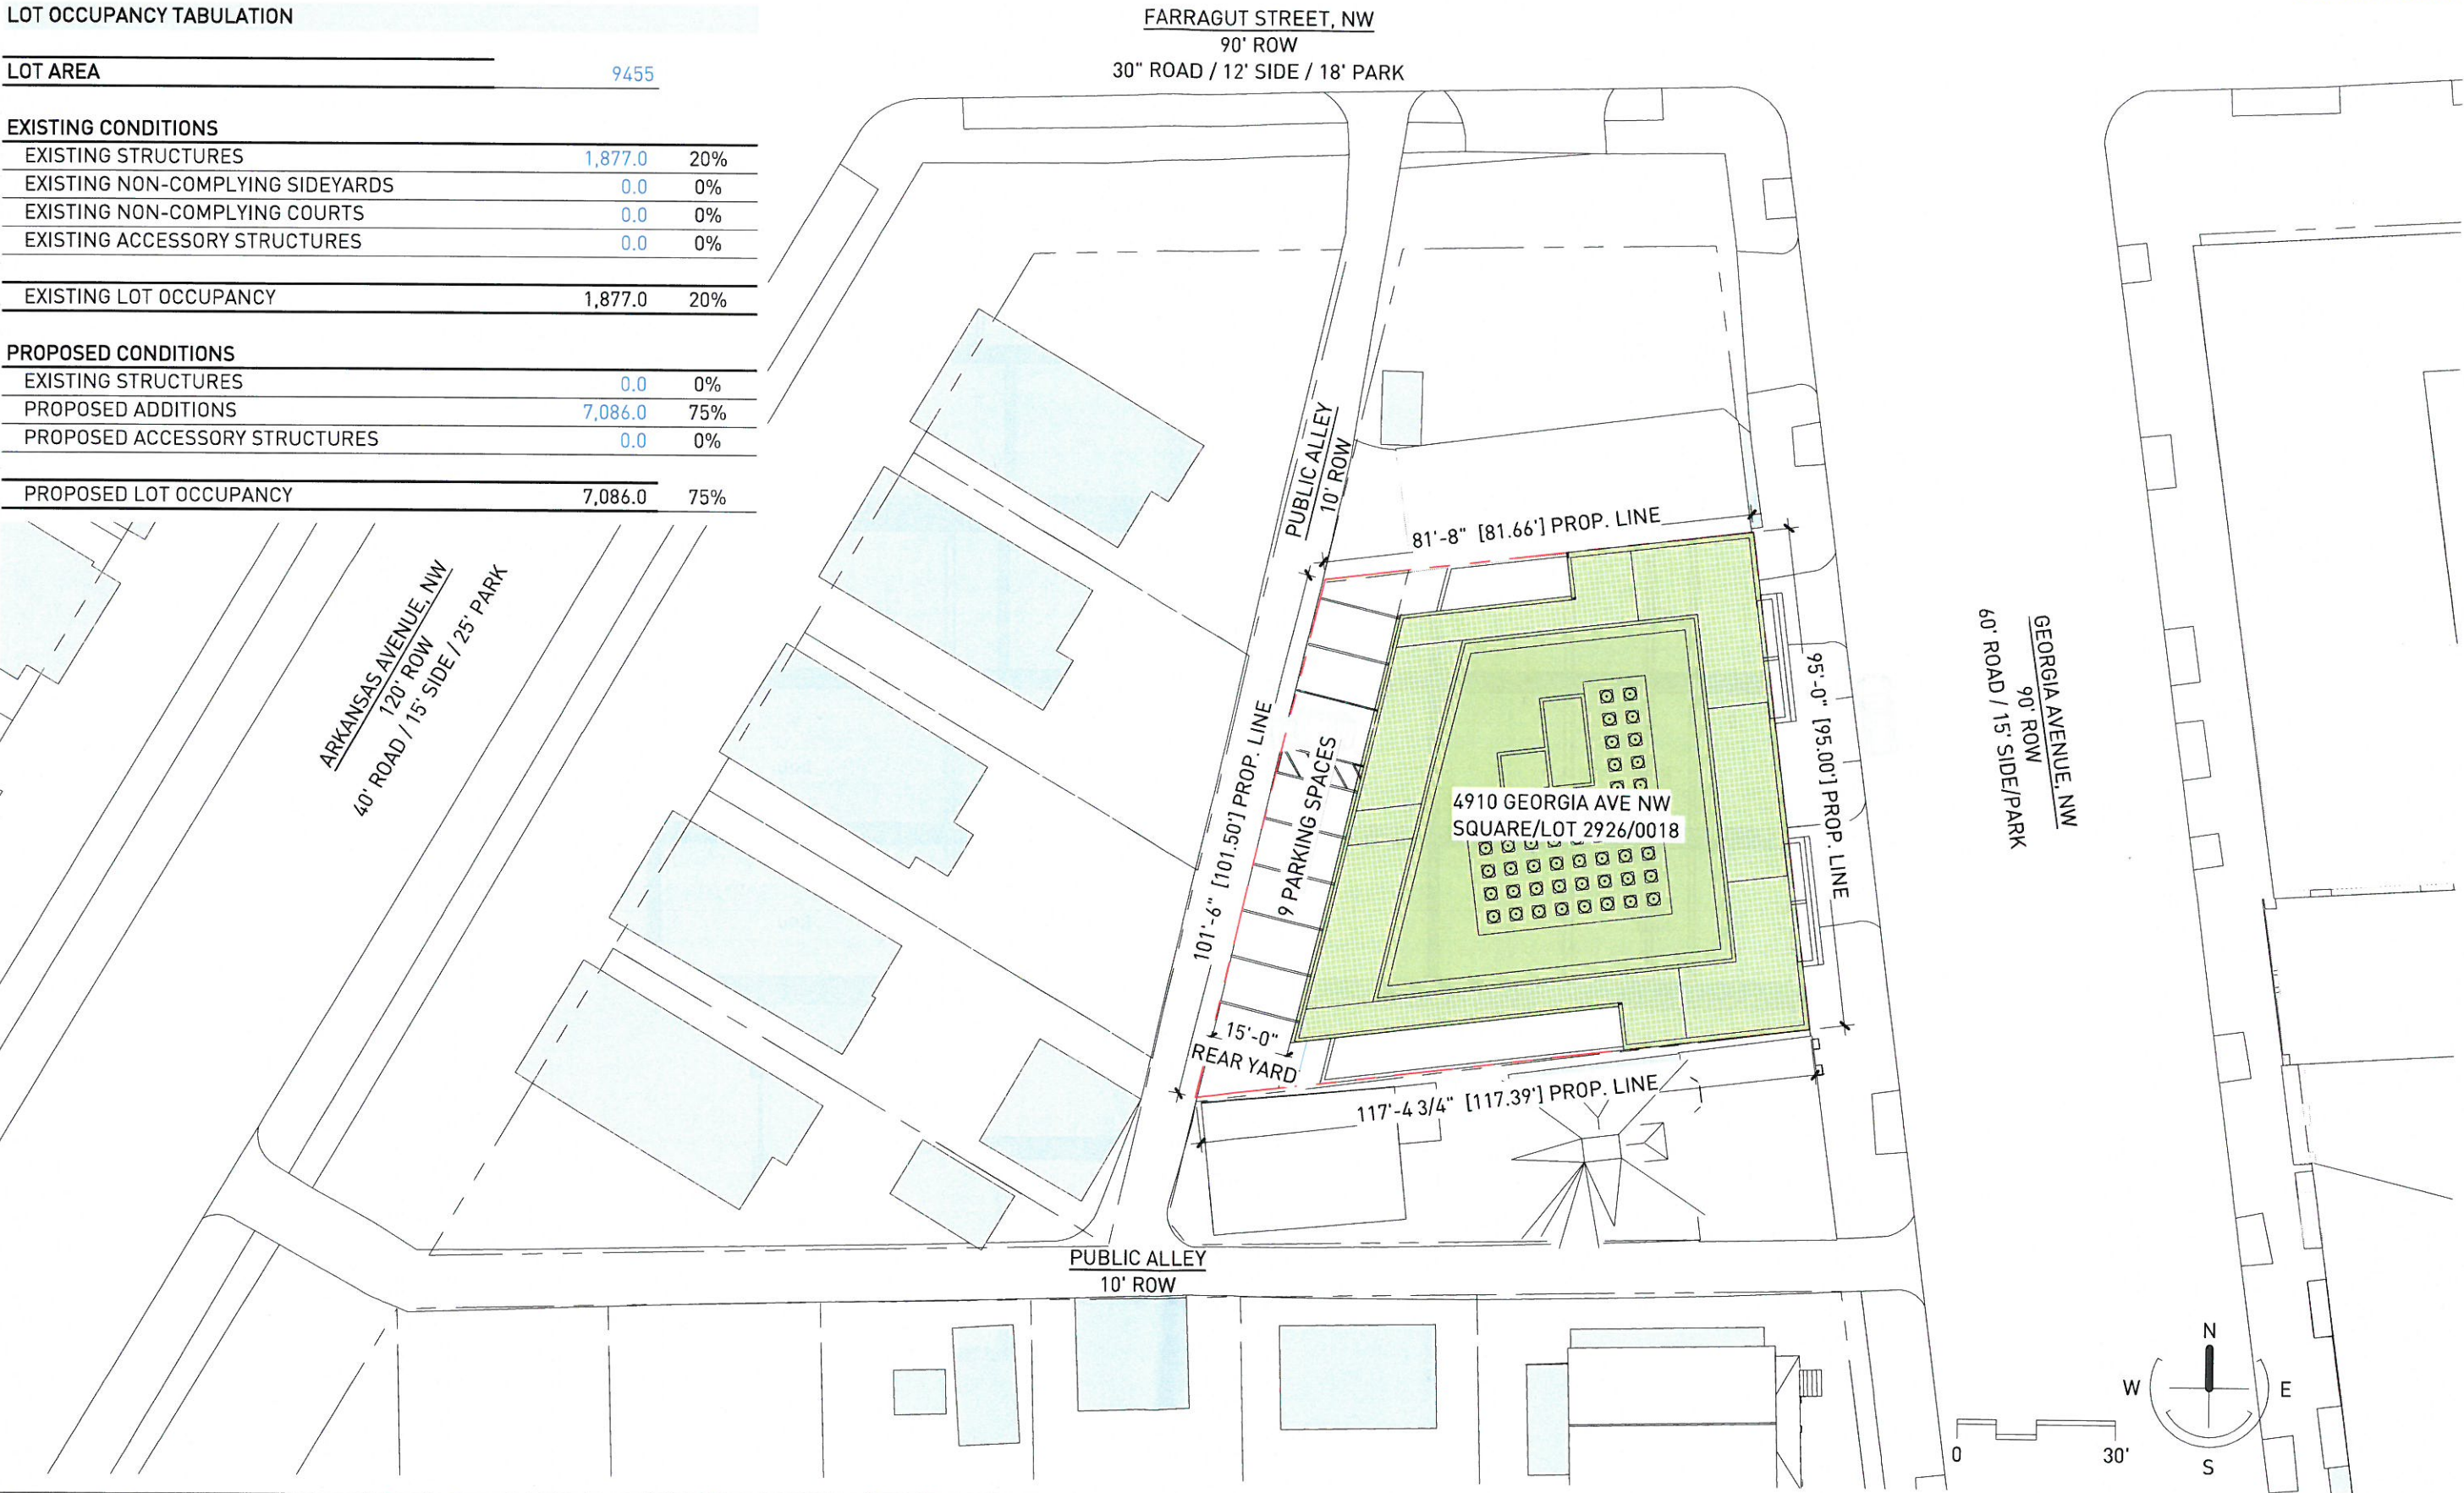 LOT OCCUPANCY TABULATION
LOT AREA 9455
EXISTING CONDITIONS
EXISTING STRUCTURES 1,877.0 20%
EXISTING NON-COMPLYING SIDEYARDS 0.0 0%
EXISTING NON-COMPLYING COURTS 0.0 0%
EXISTING ACCESSORY STRUCTURES 0.0 0%
EXISTING LOT OCCUPANCY 1,877.0 20%
PROPOSED CONDITIONS
EXISTING STRUCTURES 0.0 0%
PROPOSED ADDITIONS 7,086.0 75%
PROPOSED ACCESSORY STRUCTURES 0.0 0%
PROPOSED LOT OCCUPANCY 7,086.0 75%
FARRAGUT STREET, NW
90' ROW
30" ROAD / 12' SIDE / 18' PARK
PUBLIC ALLEY
10' ROW
81'-8" [81.66'] PROP. LINE
ARKANSAS AVENUE, NW
120' ROW
40' ROAD / 15' SIDE / 25' PARK
101'-6" [101.50'] PROP. LINE
9 PARKING SPACES
4910 GEORGIA AVE NW
SQUARE/LOT 2926/0018
95'-0" [95.00'] PROP. LINE
GEORGIA AVENUE, NW
90' ROW
60' ROAD / 15' SIDE/PARK
15'-0"
REAR YARD
117'-4 3/4" [117.39'] PROP. LINE
PUBLIC ALLEY
10' ROW
N
W E
S
0 30'